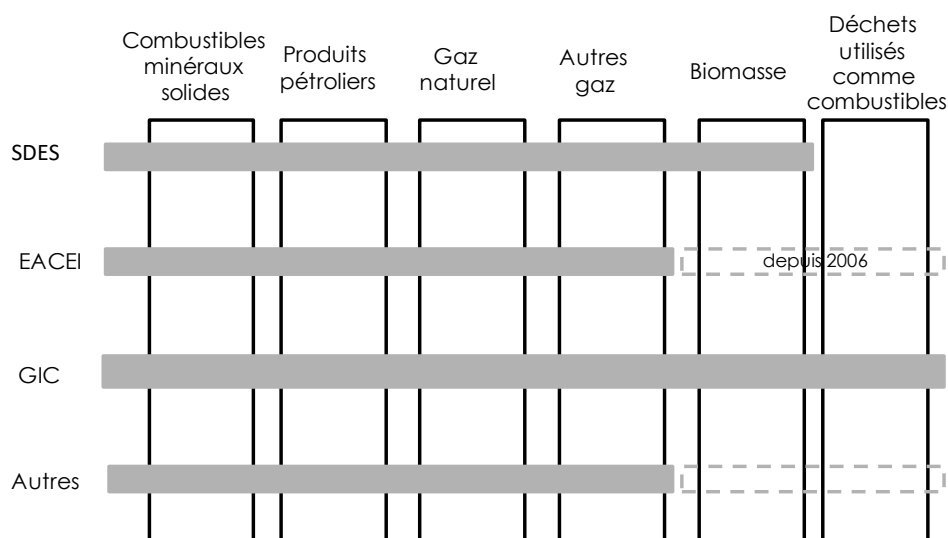 Combustibles
minéraux
solides
Produits
pétroliers
Gaz
naturel
Autres
gaz
Biomasse
Déchets
utilisés
comme
combustibles
SDES
EACEI
depuis 2006
GIC
Autres